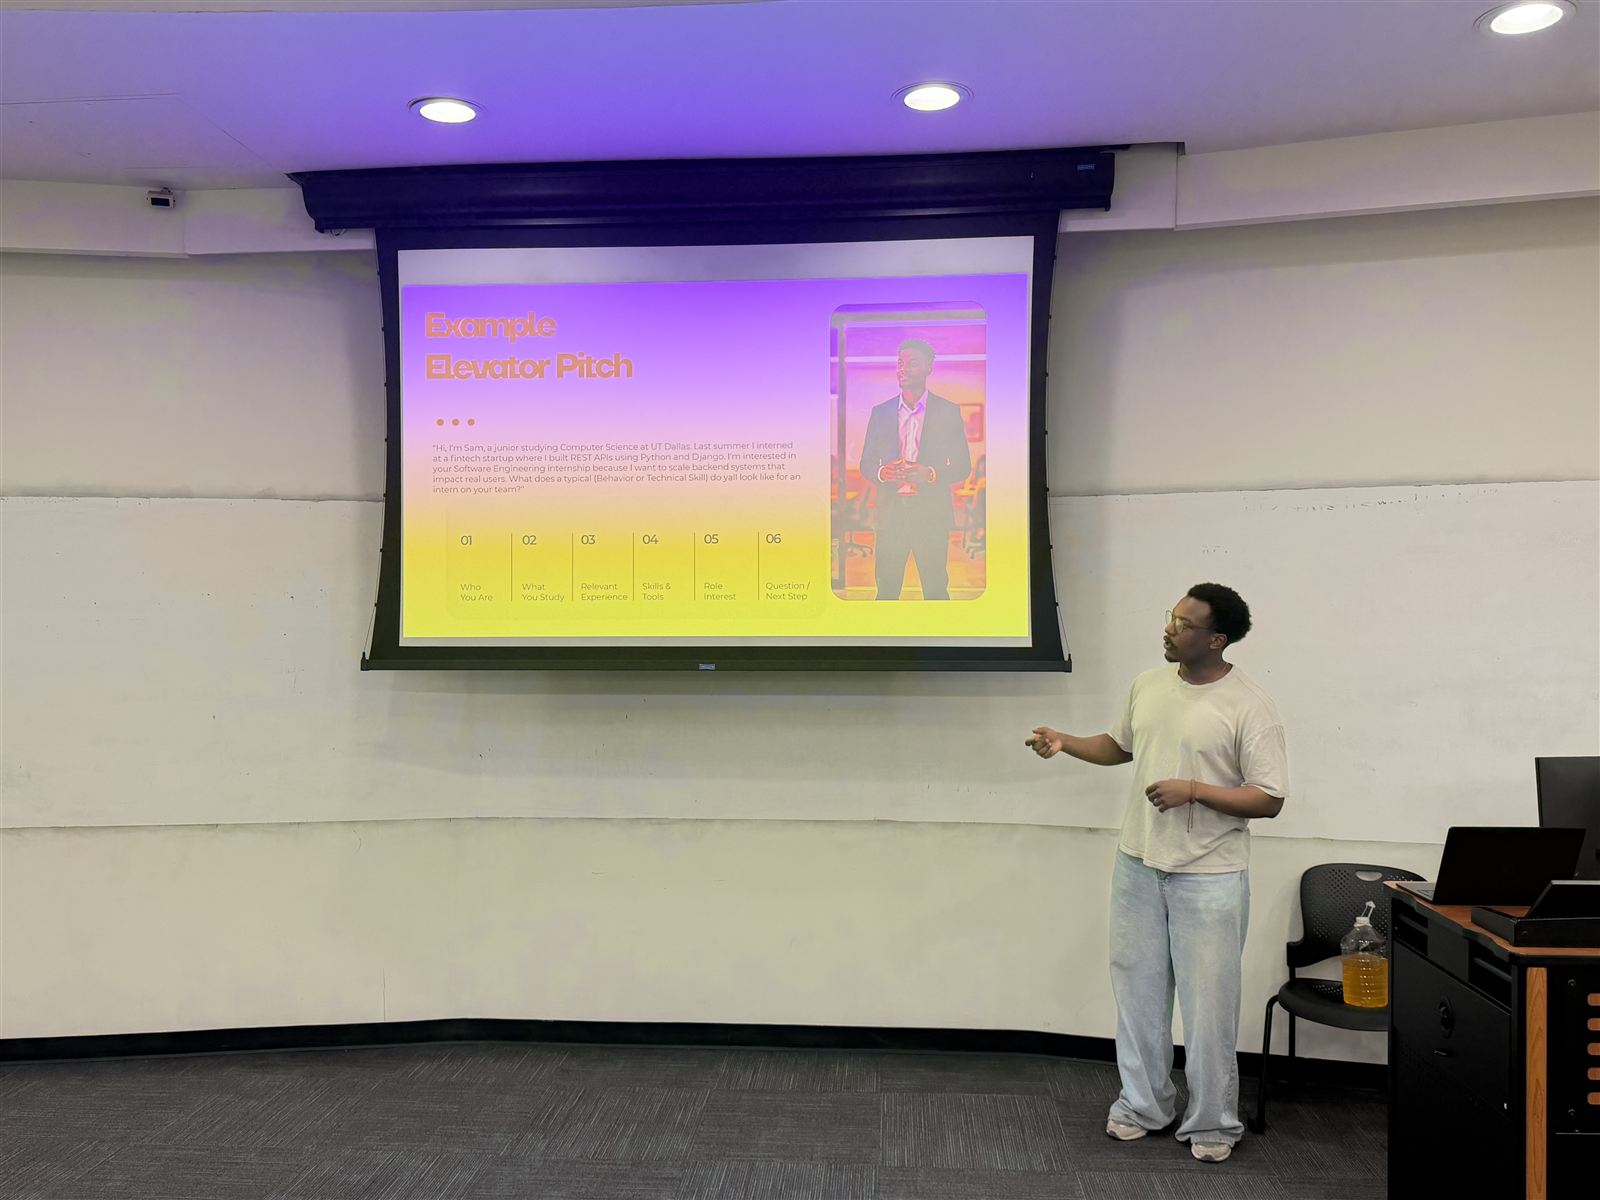 Example
Elevator Pitch
"Hi, I'm Sam, a junior studying Computer Science at UT Dallas. Last summer I interned
at a fintech startup where I built REST APIs using Python and Django. I'm interested in
your Software Engineering internship because I want to scale backend systems that
impact real users. What does a typical (Behavior or Technical Skill) do yall look like for an
intern on your team?"
01
02
03
04
05
06
Who
You Are
What
You Study
Relevant
Experience
Skills &
Tools
Role
Interest
Question /
Next Step